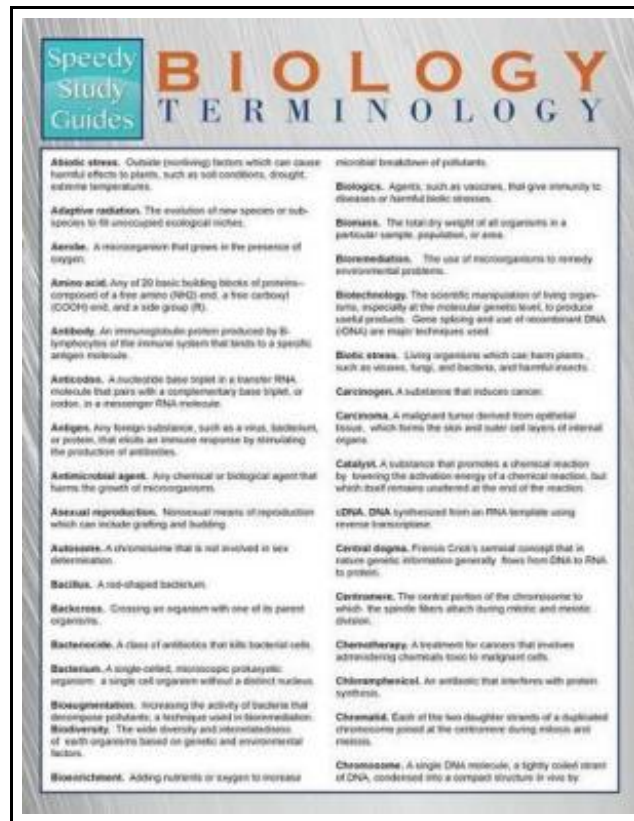 Speedy
Study
Guides
BIOLOGY
TERMINOLOGY
Abiotic stress. Outside (nonliving) factors which can cause
harmful effects to plants, such as soil conditions, drought,
extreme temperatures.
Adaptive radiation. The evolution of new species or sub-
species to fill unoccupied ecological niches.
Aerobe. A microorganism that grows in the presence of
oxygen.
Amino acid. Any of 20 basic building blocks of proteins--
composed of a free amino (NH2) end, a free carboxyl
(COOH) end, and a side group (R).
Antibody. An immunoglobulin protein produced by B-
lymphocytes of the immune system that binds to a specific
antigen molecule.
Anticodon. A nucleotide base triplet in a transfer RNA
molecule that pairs with a complementary base triplet, or
codon, in a messenger RNA molecule.
Antigen. Any foreign substance, such as a virus, bacterium,
or protein, that elicits an immune response by stimulating
the production of antibodies.
Antimicrobial agent. Any chemical or biological agent that
harms the growth of microorganisms.
Asexual reproduction. Nonsexual means of reproduction
which can include grafting and budding.
Autosome. A chromosome that is not involved in sex
determination.
Bacillus. A rod-shaped bacterium.
Backcross. Crossing an organism with one of its parent
organisms.
Bacteriocide. A class of antibiotics that kills bacterial cells.
Bacterium. A single-celled, microscopic prokaryotic
organism: a single cell organism without a distinct nucleus.
Bioaugmentation. Increasing the activity of bacteria that
decompose pollutants; a technique used in bioremediation.
Biodiversity. The wide diversity and interrelatedness
of earth organisms based on genetic and environmental
factors.
Bioenrichment. Adding nutrients or oxygen to increase
microbial breakdown of pollutants.
Biologics. Agents, such as vaccines, that give immunity to
diseases or harmful biotic stresses.
Biomass. The total dry weight of all organisms in a
particular sample, population, or area.
Bioremediation. The use of microorganisms to remedy
environmental problems.
Biotechnology. The scientific manipulation of living organ-
isms, especially at the molecular genetic level, to produce
useful products. Gene splicing and use of recombinant DNA
(rDNA) are major techniques used.
Biotic stress. Living organisms which can harm plants,
such as viruses, fungi, and bacteria, and harmful insects.
Carcinogen. A substance that induces cancer.
Carcinoma. A malignant tumor derived from epithelial
tissue, which forms the skin and outer cell layers of internal
organs.
Catalyst. A substance that promotes a chemical reaction
by lowering the activation energy of a chemical reaction, but
which itself remains unaltered at the end of the reaction.
cDNA. DNA synthesized from an RNA template using
reverse transcriptase.
Central dogma. Francis Crick's seminal concept that in
nature genetic information generally flows from DNA to RNA
to protein.
Centromere. The central portion of the chromosome to
which the spindle fibers attach during mitotic and meiotic
division.
Chemotherapy. A treatment for cancers that involves
administering chemicals toxic to malignant cells.
Chloramphenicol. An antibiotic that interferes with protein
synthesis.
Chromatid. Each of the two daughter strands of a duplicated
chromosome joined at the centromere during mitosis and
meiosis.
Chromosome. A single DNA molecule, a tightly coiled strand
of DNA, condensed into a compact structure in vivo by